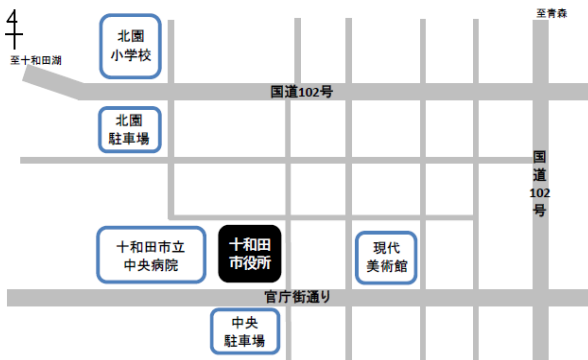 至青森
北園
小学校
至十和田湖
国道102号
北園
駐車場
国
道
102
号
十和田市立
中央病院
十和田
市役所
現代
美術館
官庁街通り
中央
駐車場